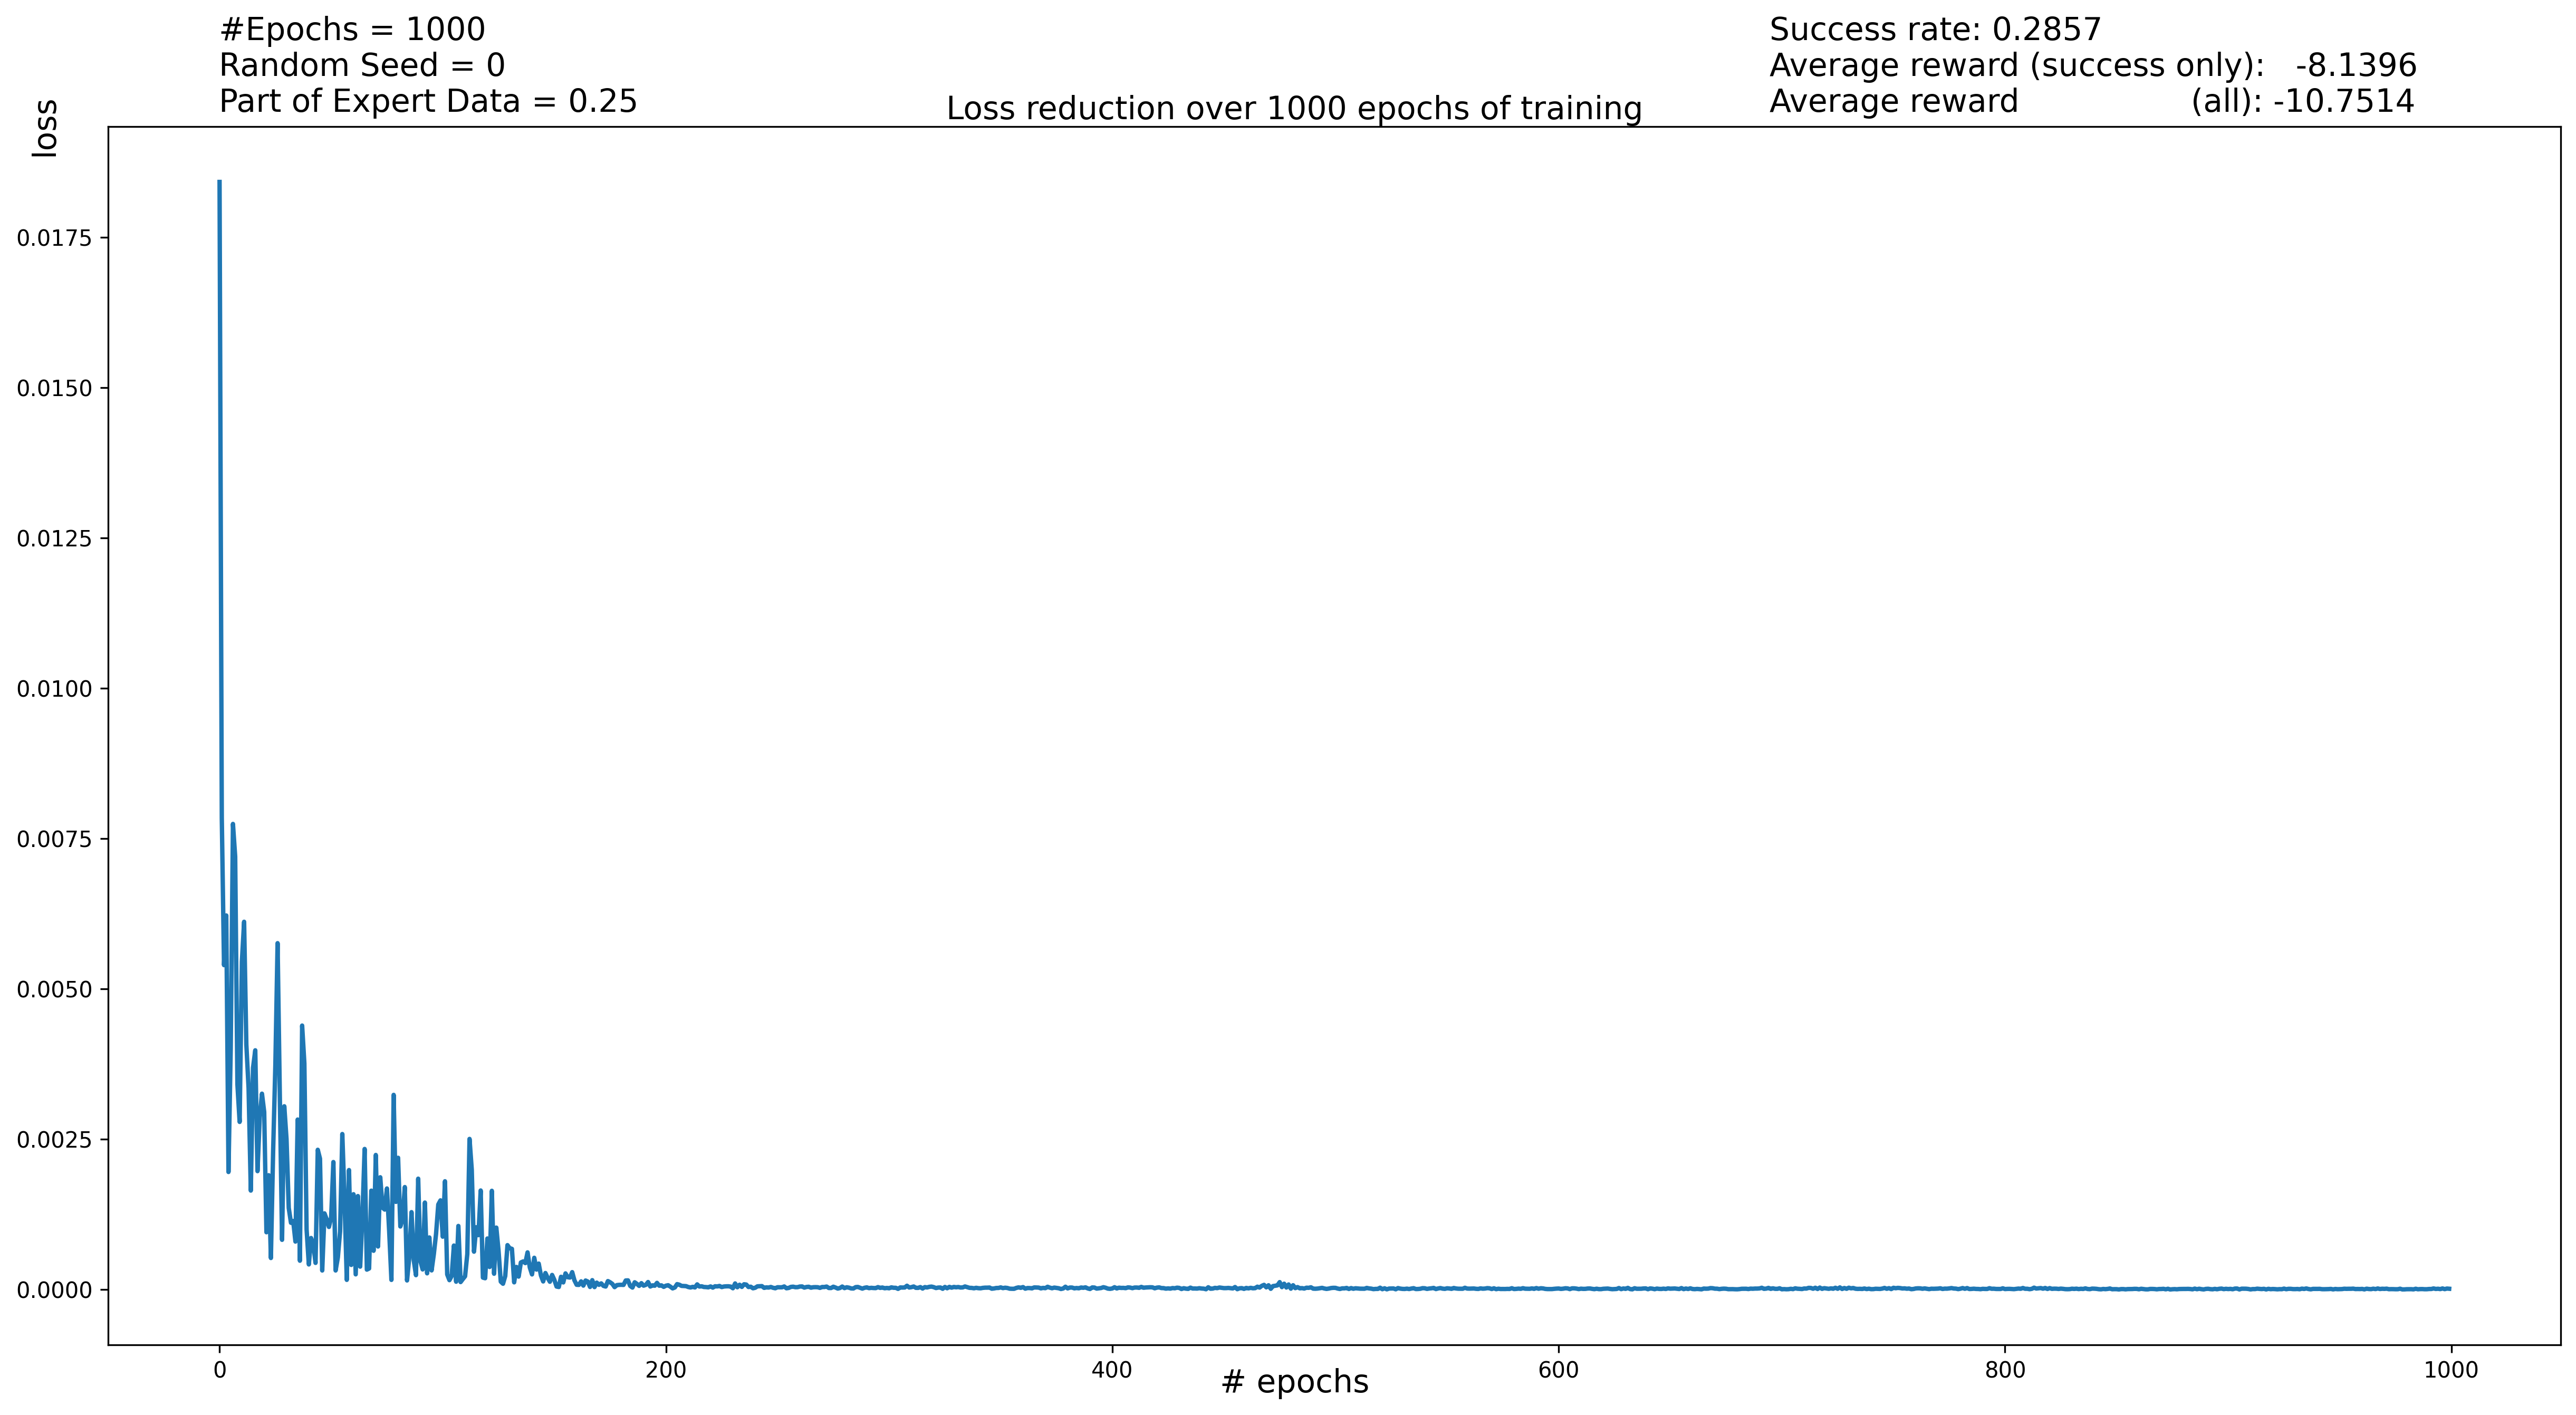 #Epochs = 1000
Random Seed = 0
Part of Expert Data = 0.25
Success rate: 0.2857
Average reward (success only): -8.1396
Average reward (all): -10.7514
Loss reduction over 1000 epochs of training
loss
0.0175
0.0150
0.0125
0.0100
0.0075
0.0050
0.0025
0.0000
0 200 400 600 800 1000
# epochs